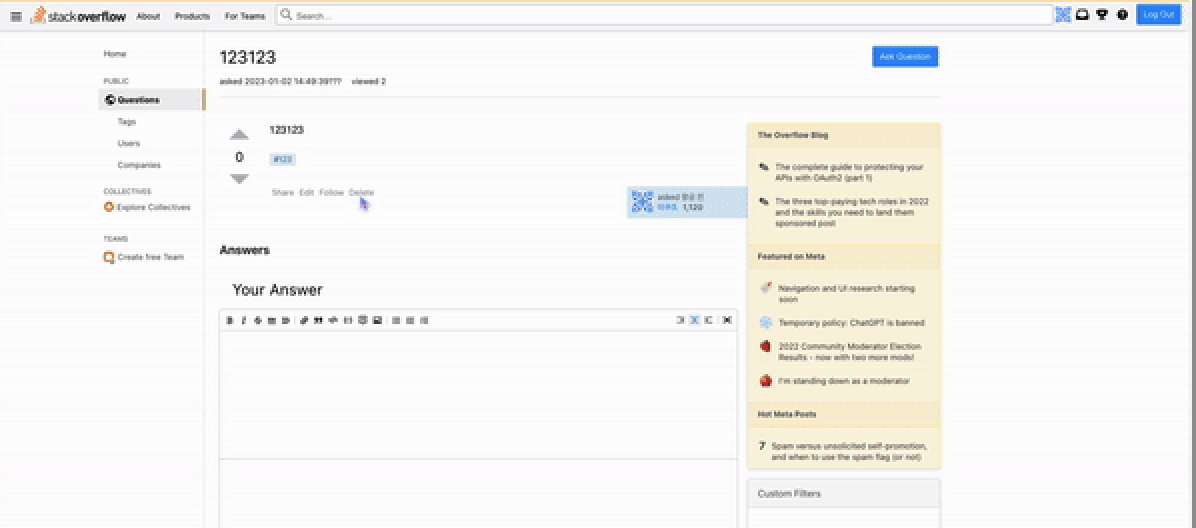 stackoverflow About Products For Teams Search... Log Out
Home
PUBLIC
Questions
Tags
Users
Companies
COLLECTIVES
Explore Collectives
TEAMS
Create free Team
123123
Ask Question
asked 2023-01-02 14:49:39??? viewed 2
0
123123
#123
Share Edit Follow Delete
asked
1,120
Answers
Your Answer
The Overflow Blog
The complete guide to protecting your
APIs with OAuth2 (part 1)
The three top-paying tech roles in 2022
and the skills you need to land them
sponsored post
Featured on Meta
Navigation and UI research starting
soon
Temporary policy: ChatGPT is banned
2022 Community Moderator Election
Results - now with two more mods!
I'm standing down as a moderator
Hot Meta Posts
7 Spam versus unsolicited self-promotion,
and when to use the spam flag (or not)
Custom Filters